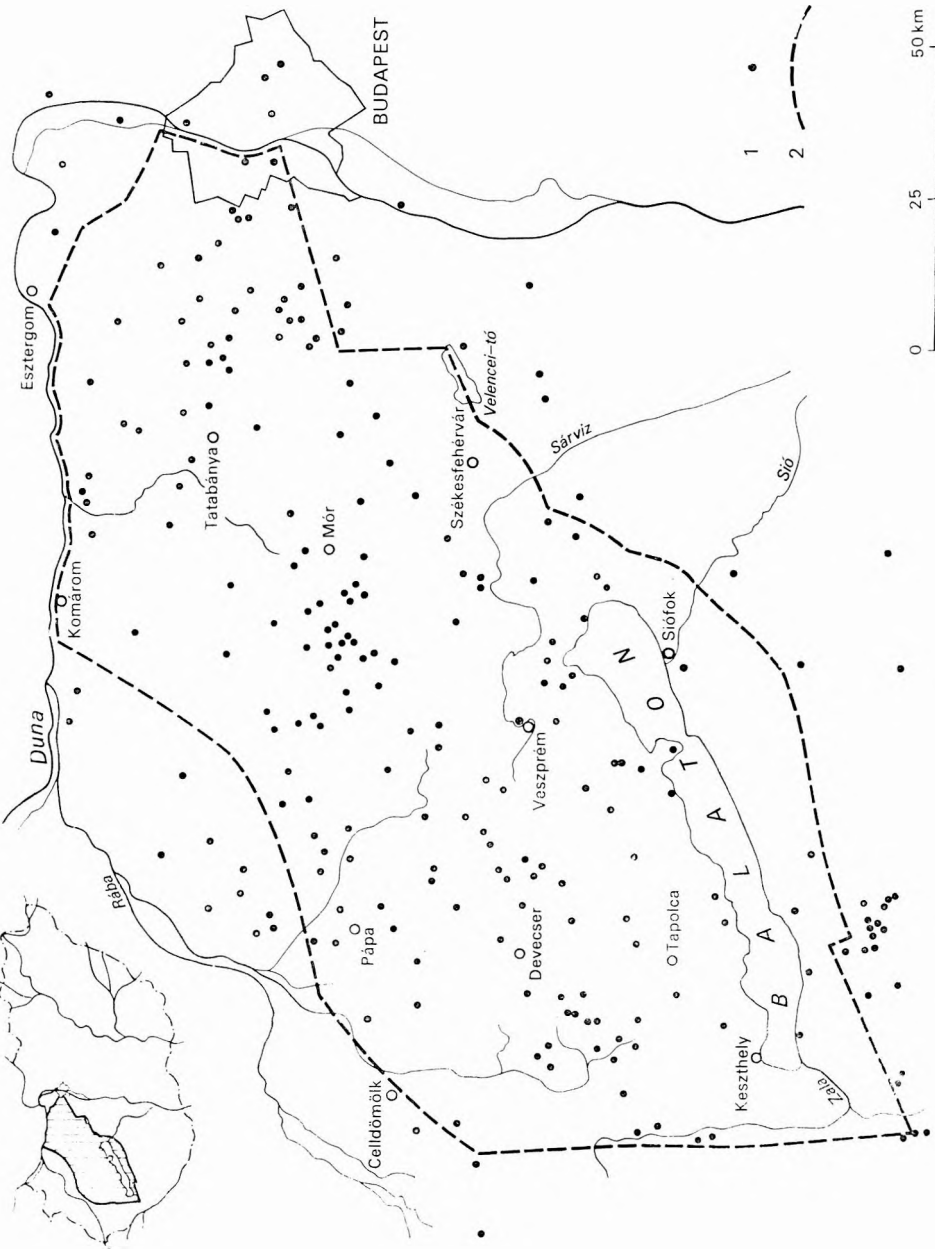 Duna
Rába
Komárom
Esztergom
BUDAPEST
Tatabánya
Mór
Pápa
Celldömölk
Székesfehérvár
Velencei-tó
Sárvíz
Sió
Veszprém
Devecser
Siófok
Tapolca
BALATON
Keszthely
Zala
1
2
0 25 50 km